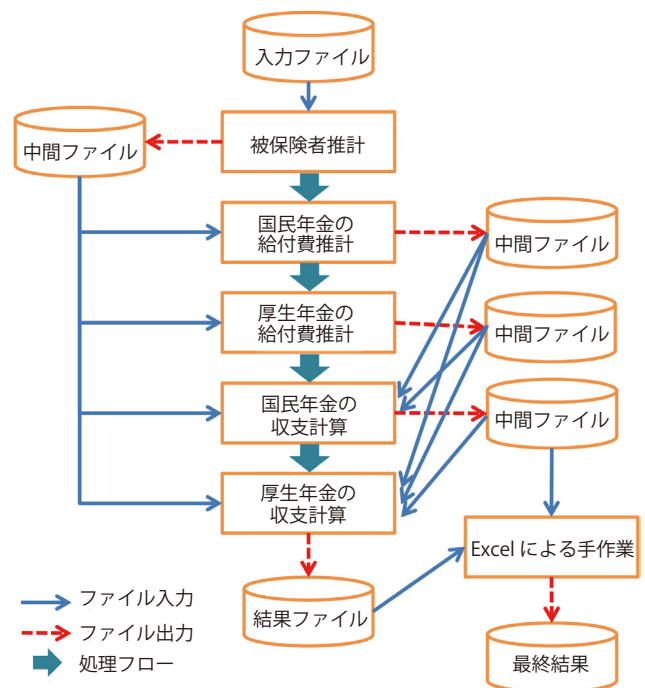 入力ファイル
中間ファイル
被保険者推計
国民年金の
給付費推計
中間ファイル
厚生年金の
給付費推計
中間ファイル
国民年金の
収支計算
中間ファイル
厚生年金の
収支計算
Excel による手作業
ファイル入力
ファイル出力
処理フロー
結果ファイル
最終結果